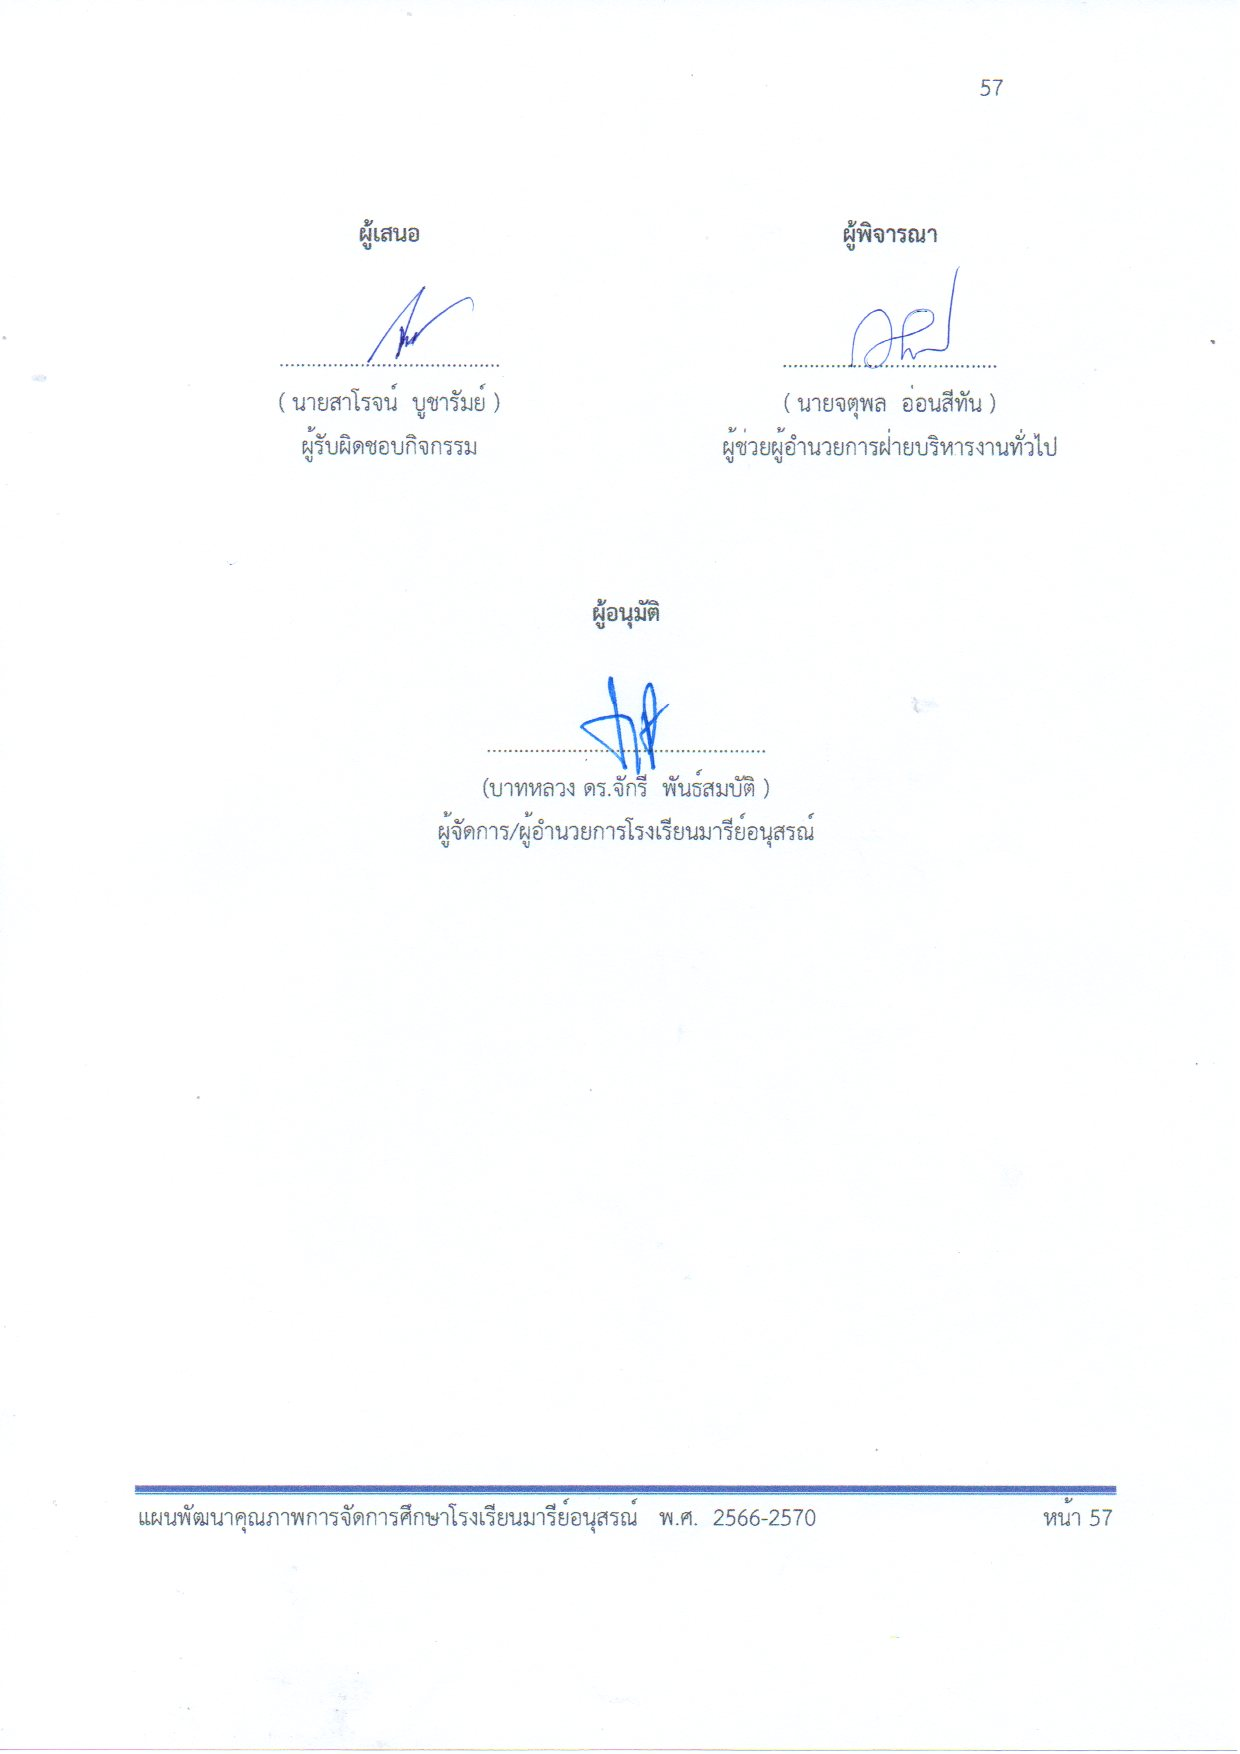 57
ผู้เสนอ
ผู้พิจารณา
( นายสาโรจน์ บูชารัมย์ )
( นายจตุพล อ่อนสีทัน )
ผู้รับผิดชอบกิจกรรม
ผู้ช่วยผู้อำนวยการฝ่ายบริหารงานทั่วไป
ผู้อนุมัติ
(บาทหลวง ดร.จักรี พันธ์สมบัติ )
ผู้จัดการ/ผู้อำนวยการโรงเรียนมารีย์อนุสรณ์
แผนพัฒนาคุณภาพการจัดการศึกษาโรงเรียนมารีย์อนุสรณ์ พ.ศ. 2566-2570 หน้า 57